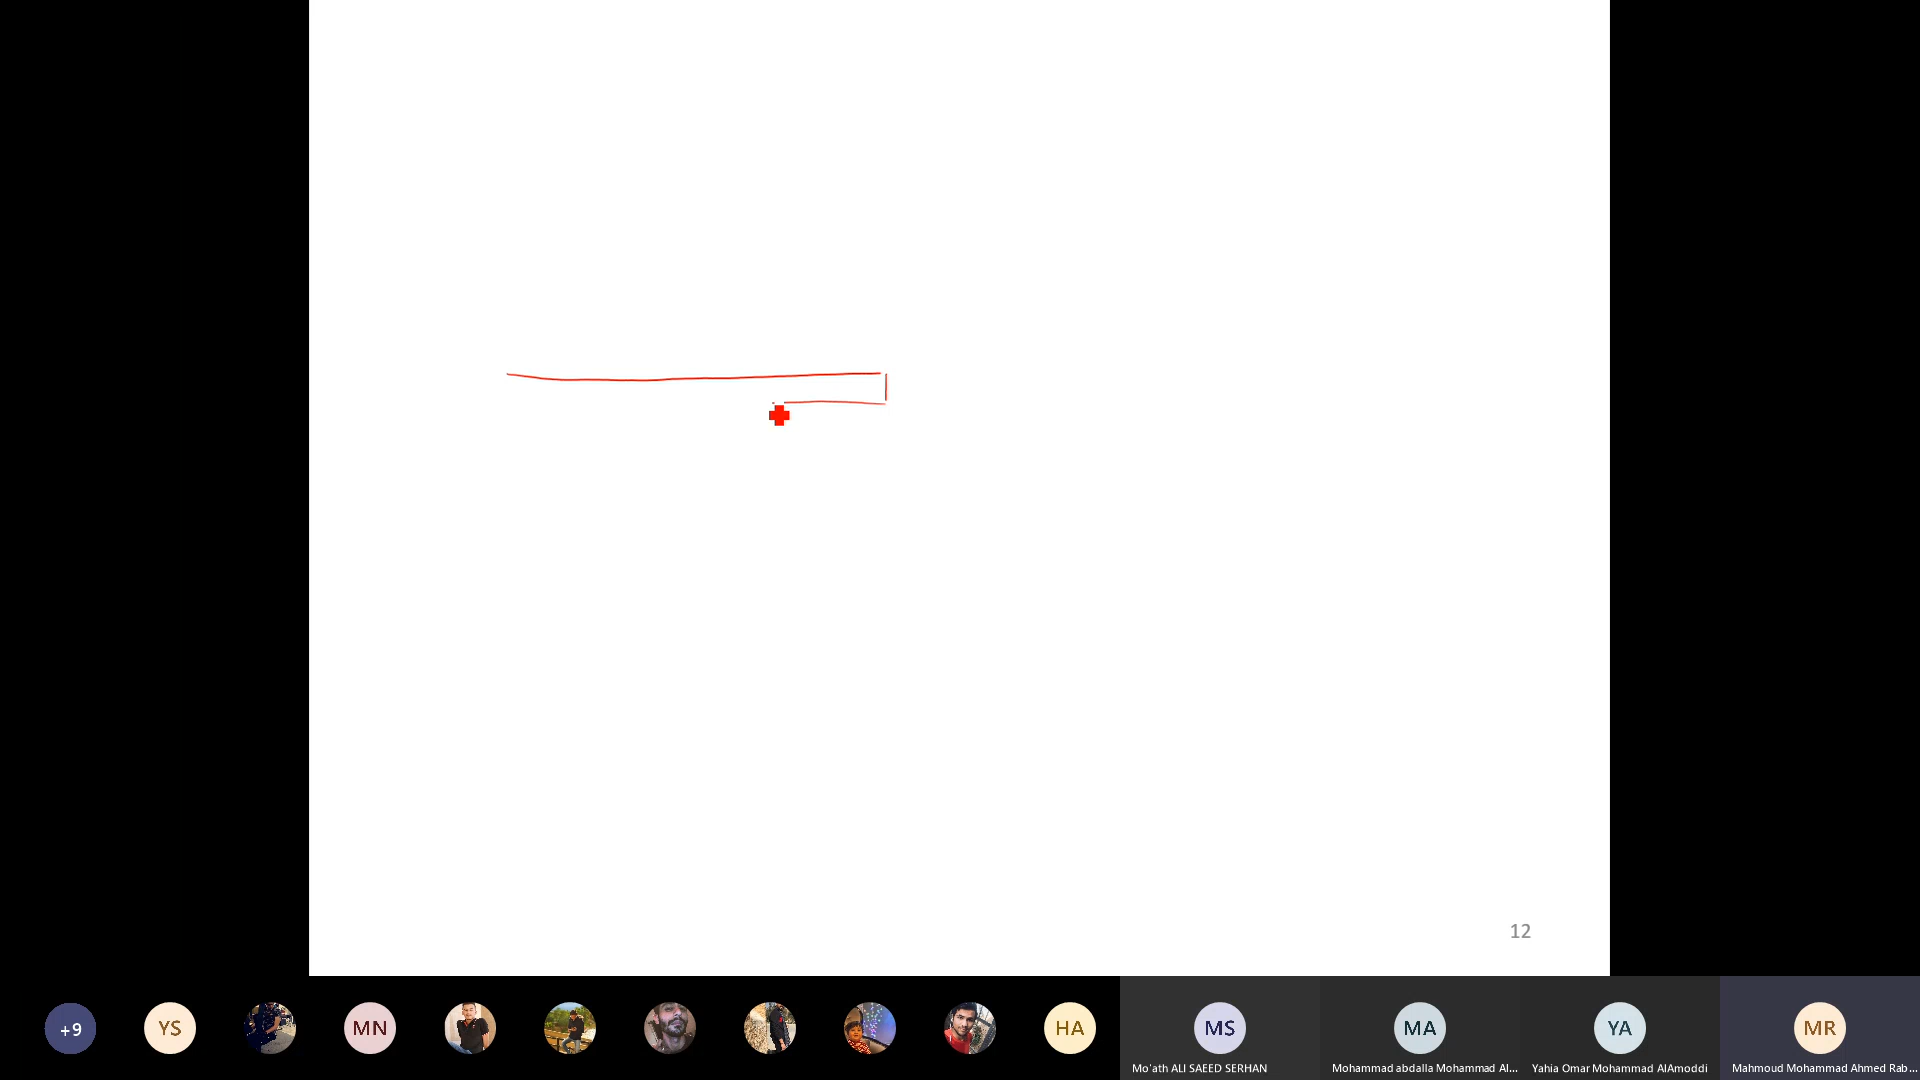 12
+9
YS
MN
HA
MS
MA
YA
MR
Mo'ath ALI SAEED SERHAN
Mohammad abdalla Mohammad Al...
Yahia Omar Mohammad AlAmoddi
Mahmoud Mohammad Ahmed Rab...